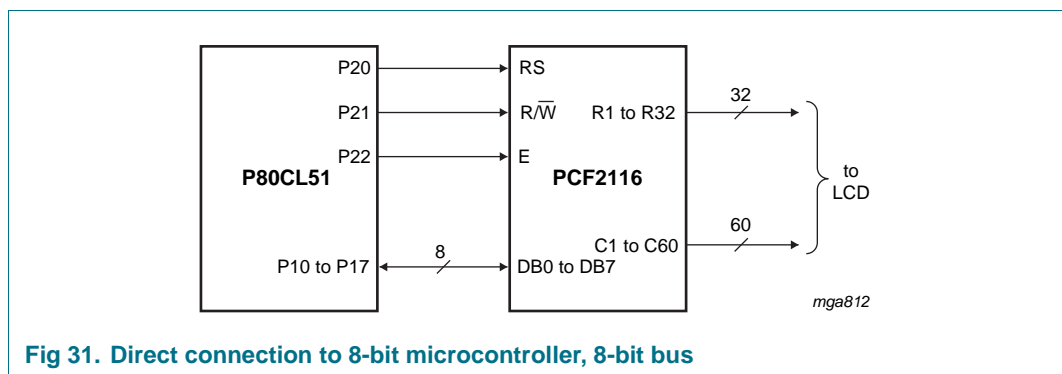 P20
RS
32
P21
R/W̅
R1 to R32
P22
E
P80CL51
PCF2116
to
LCD
60
C1 to C60
8
P10 to P17
DB0 to DB7
mga812
Fig 31. Direct connection to 8-bit microcontroller, 8-bit bus